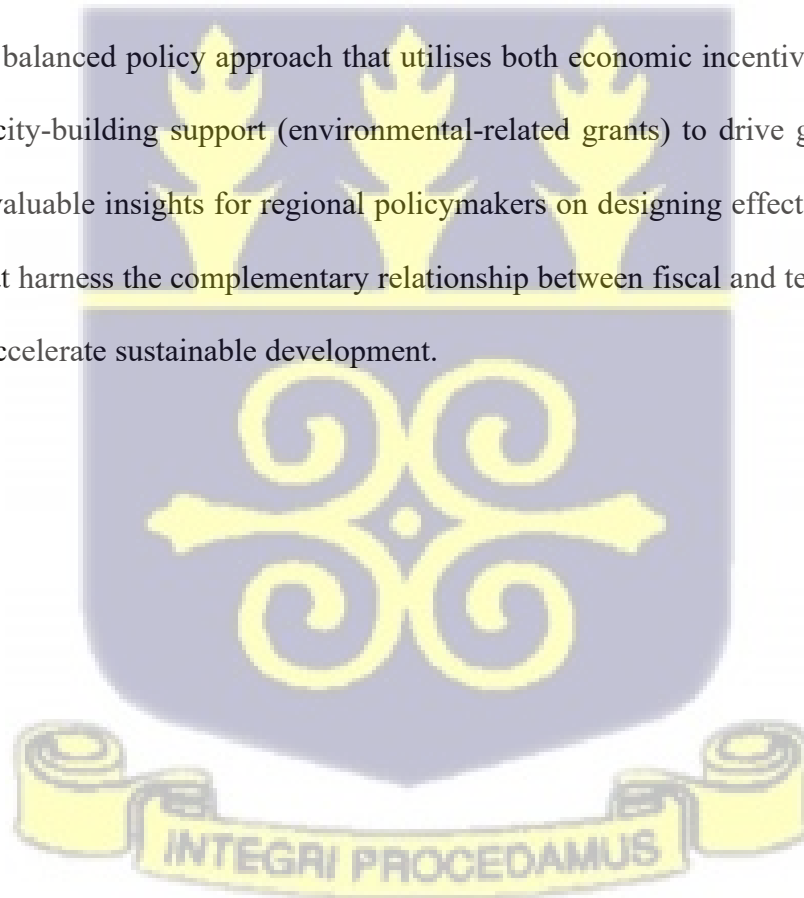 balanced policy approach that utilises both economic incentiv
city-building support (environmental-related grants) to drive g
valuable insights for regional policymakers on designing effect
t harness the complementary relationship between fiscal and te
ccelerate sustainable development.
INTEGRI PROCEDAMUS